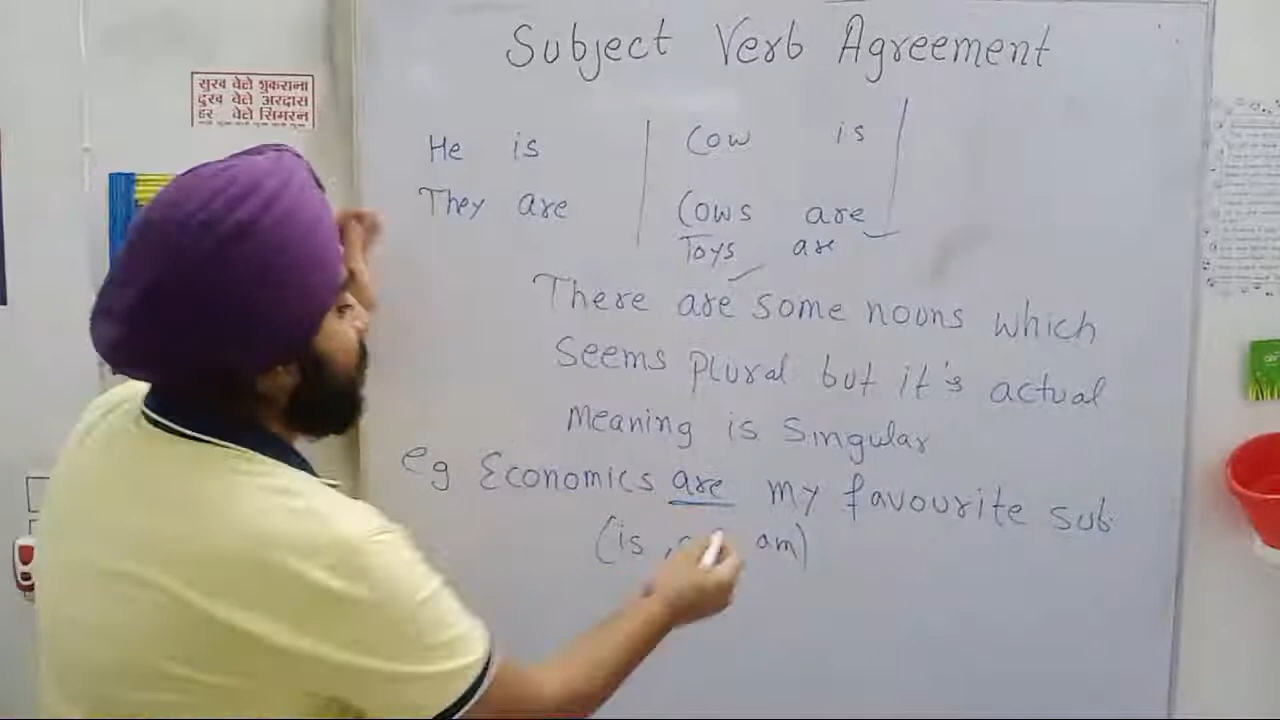 Subject Verb Agreement
सुख वेले शुकराना
दुख वेले अरदास
हर वेले सिमरन
He is
They are
Cow is
Cows are
Toys are
There are some nouns which
seems plural but it's actual
meaning is singular
eg Economics are my favourite sub
(is , am)